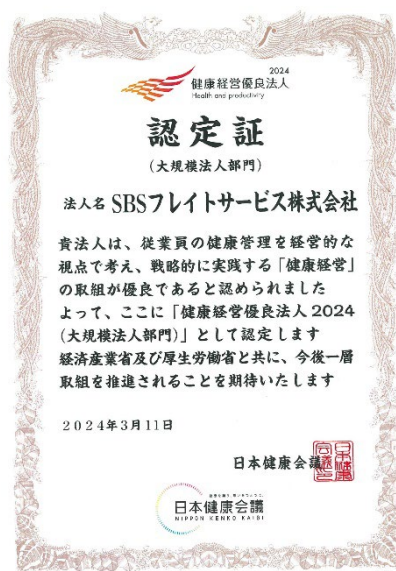 2024
健康経営優良法人
Health and productivity
認定証
(大規模法人部門)
法人名 SBSフレイトサービス株式会社
貴法人は、従業員の健康管理を経営的な
視点で考え、戦略的に実践する「健康経営」
の取組が優良であると認められました
よって、ここに「健康経営優良法人2024
(大規模法人部門)」として認定します
経済産業省及び厚生労働省と共に、今後一層
取組を推進されることを期待いたします
2024年3月11日
日本健康会議
日本健康会議
NIPPON KENKO KAIGI